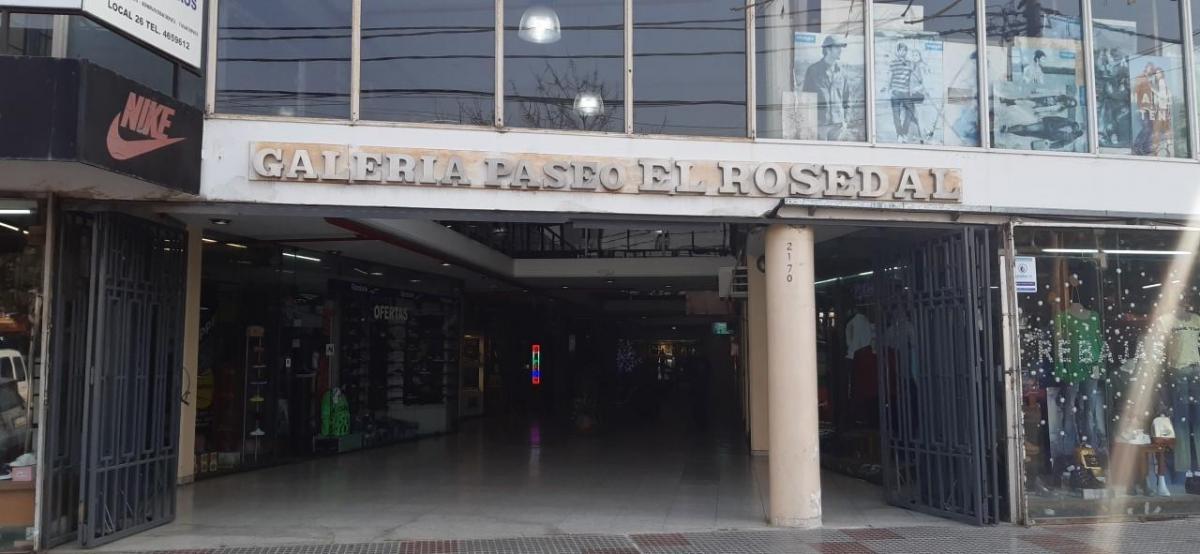 LOCAL 26 TEL. 4659612
NIKE
GALERIA PASEO EL ROSEDAL
2170
OFERTAS
REBAJAS